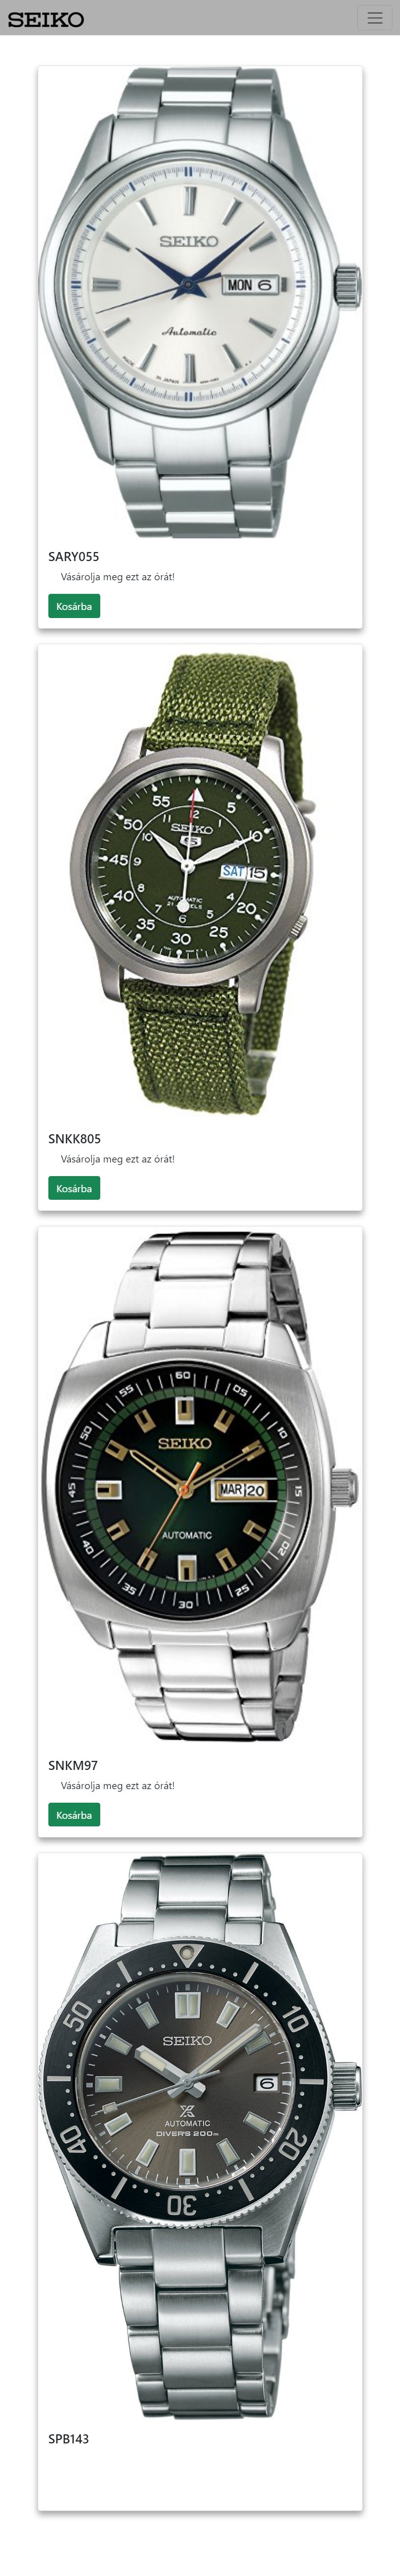 SEIKO
SEIKO
MON 6
Automatic
SARY055
Vásárolja meg ezt az órát!
Kosárba
55 5
50 10
45 15
40 20
35 30 25
12
SEIKO
5
SAT 15
SNKK805
Vásárolja meg ezt az órát!
Kosárba
60
55 05
50 10
45 15
40 20
35 30 25
SEIKO
MAR 20
AUTOMATIC
SNKM97
Vásárolja meg ezt az órát!
Kosárba
50 10
40 20
30
SEIKO
6
AUTOMATIC
DIVER'S 200m
SPB143